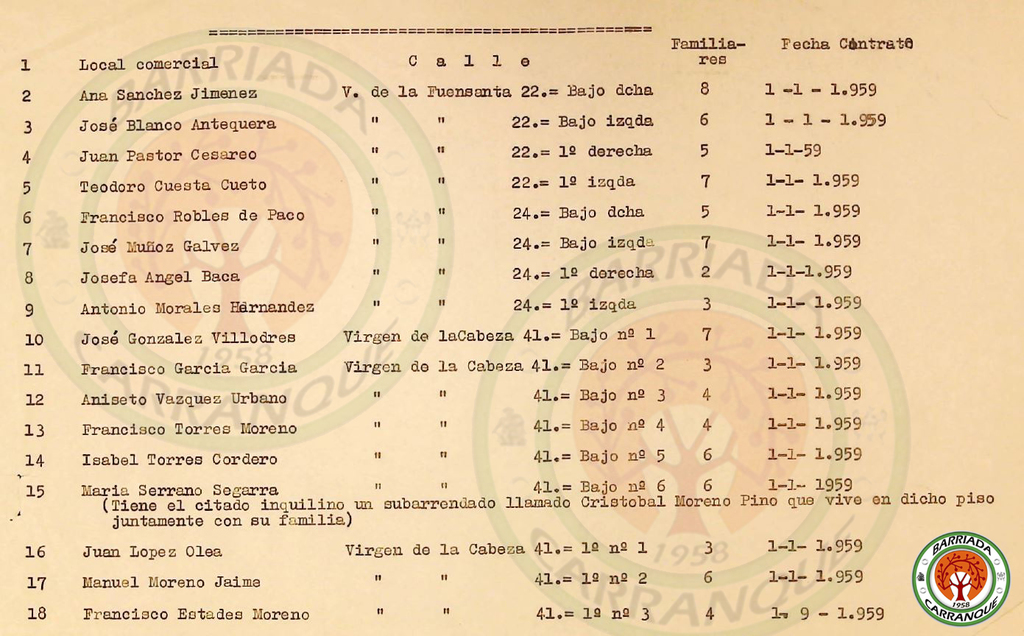 ==============================================
Familia- Fecha Contrato
1 Local comercial C a l l e res
2 Ana Sanchez Jimenez V. de la Fuensanta 22.= Bajo dcha 8 1 -1 - 1.959
3 José Blanco Antequera " " 22.= Bajo izqda 6 1 - 1 - 1.959
4 Juan Pastor Cesareo " " 22.= 1º derecha 5 1-1-59
5 Teodoro Cuesta Cueto " " 22.= 1º izqda 7 1-1- 1.959
6 Francisco Robles de Paco " " 24.= Bajo dcha 5 1-1- 1.959
7 José Muñoz Galvez " " 24.= Bajo izqda 7 1-1- 1.959
8 Josefa Angel Baca " " 24.= 1º derecha 2 1-1-1.959
9 Antonio Morales Hernandez " " 24.= 1º izqda 3 1-1- 1.959
10 José Gonzalez Villodres Virgen de laCabeza 41.= Bajo nº 1 7 1-1- 1.959
11 Francisco Garcia Garcia Virgen de la Cabeza 41.= Bajo nº 2 3 1-1- 1.959
12 Aniseto Vazquez Urbano " " 41.= Bajo nº 3 4 1-1- 1.959
13 Francisco Torres Moreno " " 41.= Bajo nº 4 4 1-1- 1.959
14 Isabel Torres Cordero " " 41.= Bajo nº 5 6 1-1- 1.959
15 Maria Serrano Segarra " " 41.= Bajo nº 6 6 1-1- 1959
(Tiene el citado inquilino un subarrendado llamado Cristobal Moreno Pino que vive en dicho piso
juntamente con su familia)
16 Juan Lopez Olea Virgen de la Cabeza 41.= 1º nº 1 3 1-1- 1.959
17 Manuel Moreno Jaime " " 41.= 1º nº 2 6 1-1- 1.959
18 Francisco Estades Moreno " " 41.= 1º nº 3 4 1- 9 - 1.959
BARRIADA
1958
CARRANQUE
BARRIADA
1958
CARRANQUE
BARRIADA
1958
CARRANQUE